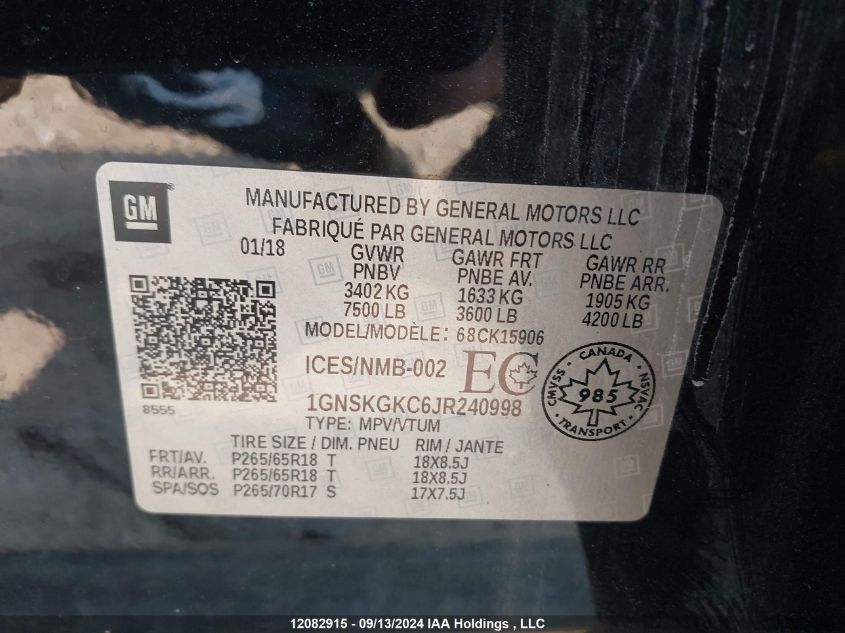 GM
MANUFACTURED BY GENERAL MOTORS LLC
FABRIQUÉ PAR GENERAL MOTORS LLC
01/18 GVWR GAWR FRT GAWR RR
PNBV PNBE AV. PNBE ARR.
3402 KG 1633 KG 1905 KG
7500 LB 3600 LB 4200 LB
MODEL/MODÈLE: 68CK15906
ICES/NMB-002 EC
CANADA
CMVSS 985 NSVAC
TRANSPORT
8555
1GNSKGKC6JR240998
TYPE: MPV/VTUM
TIRE SIZE / DIM. PNEU RIM / JANTE
FRT/AV. P265/65R18 T 18X8.5J
RR/ARR. P265/65R18 T 18X8.5J
SPA/SOS P265/70R17 S 17X7.5J
12082915 - 09/13/2024 IAA Holdings , LLC